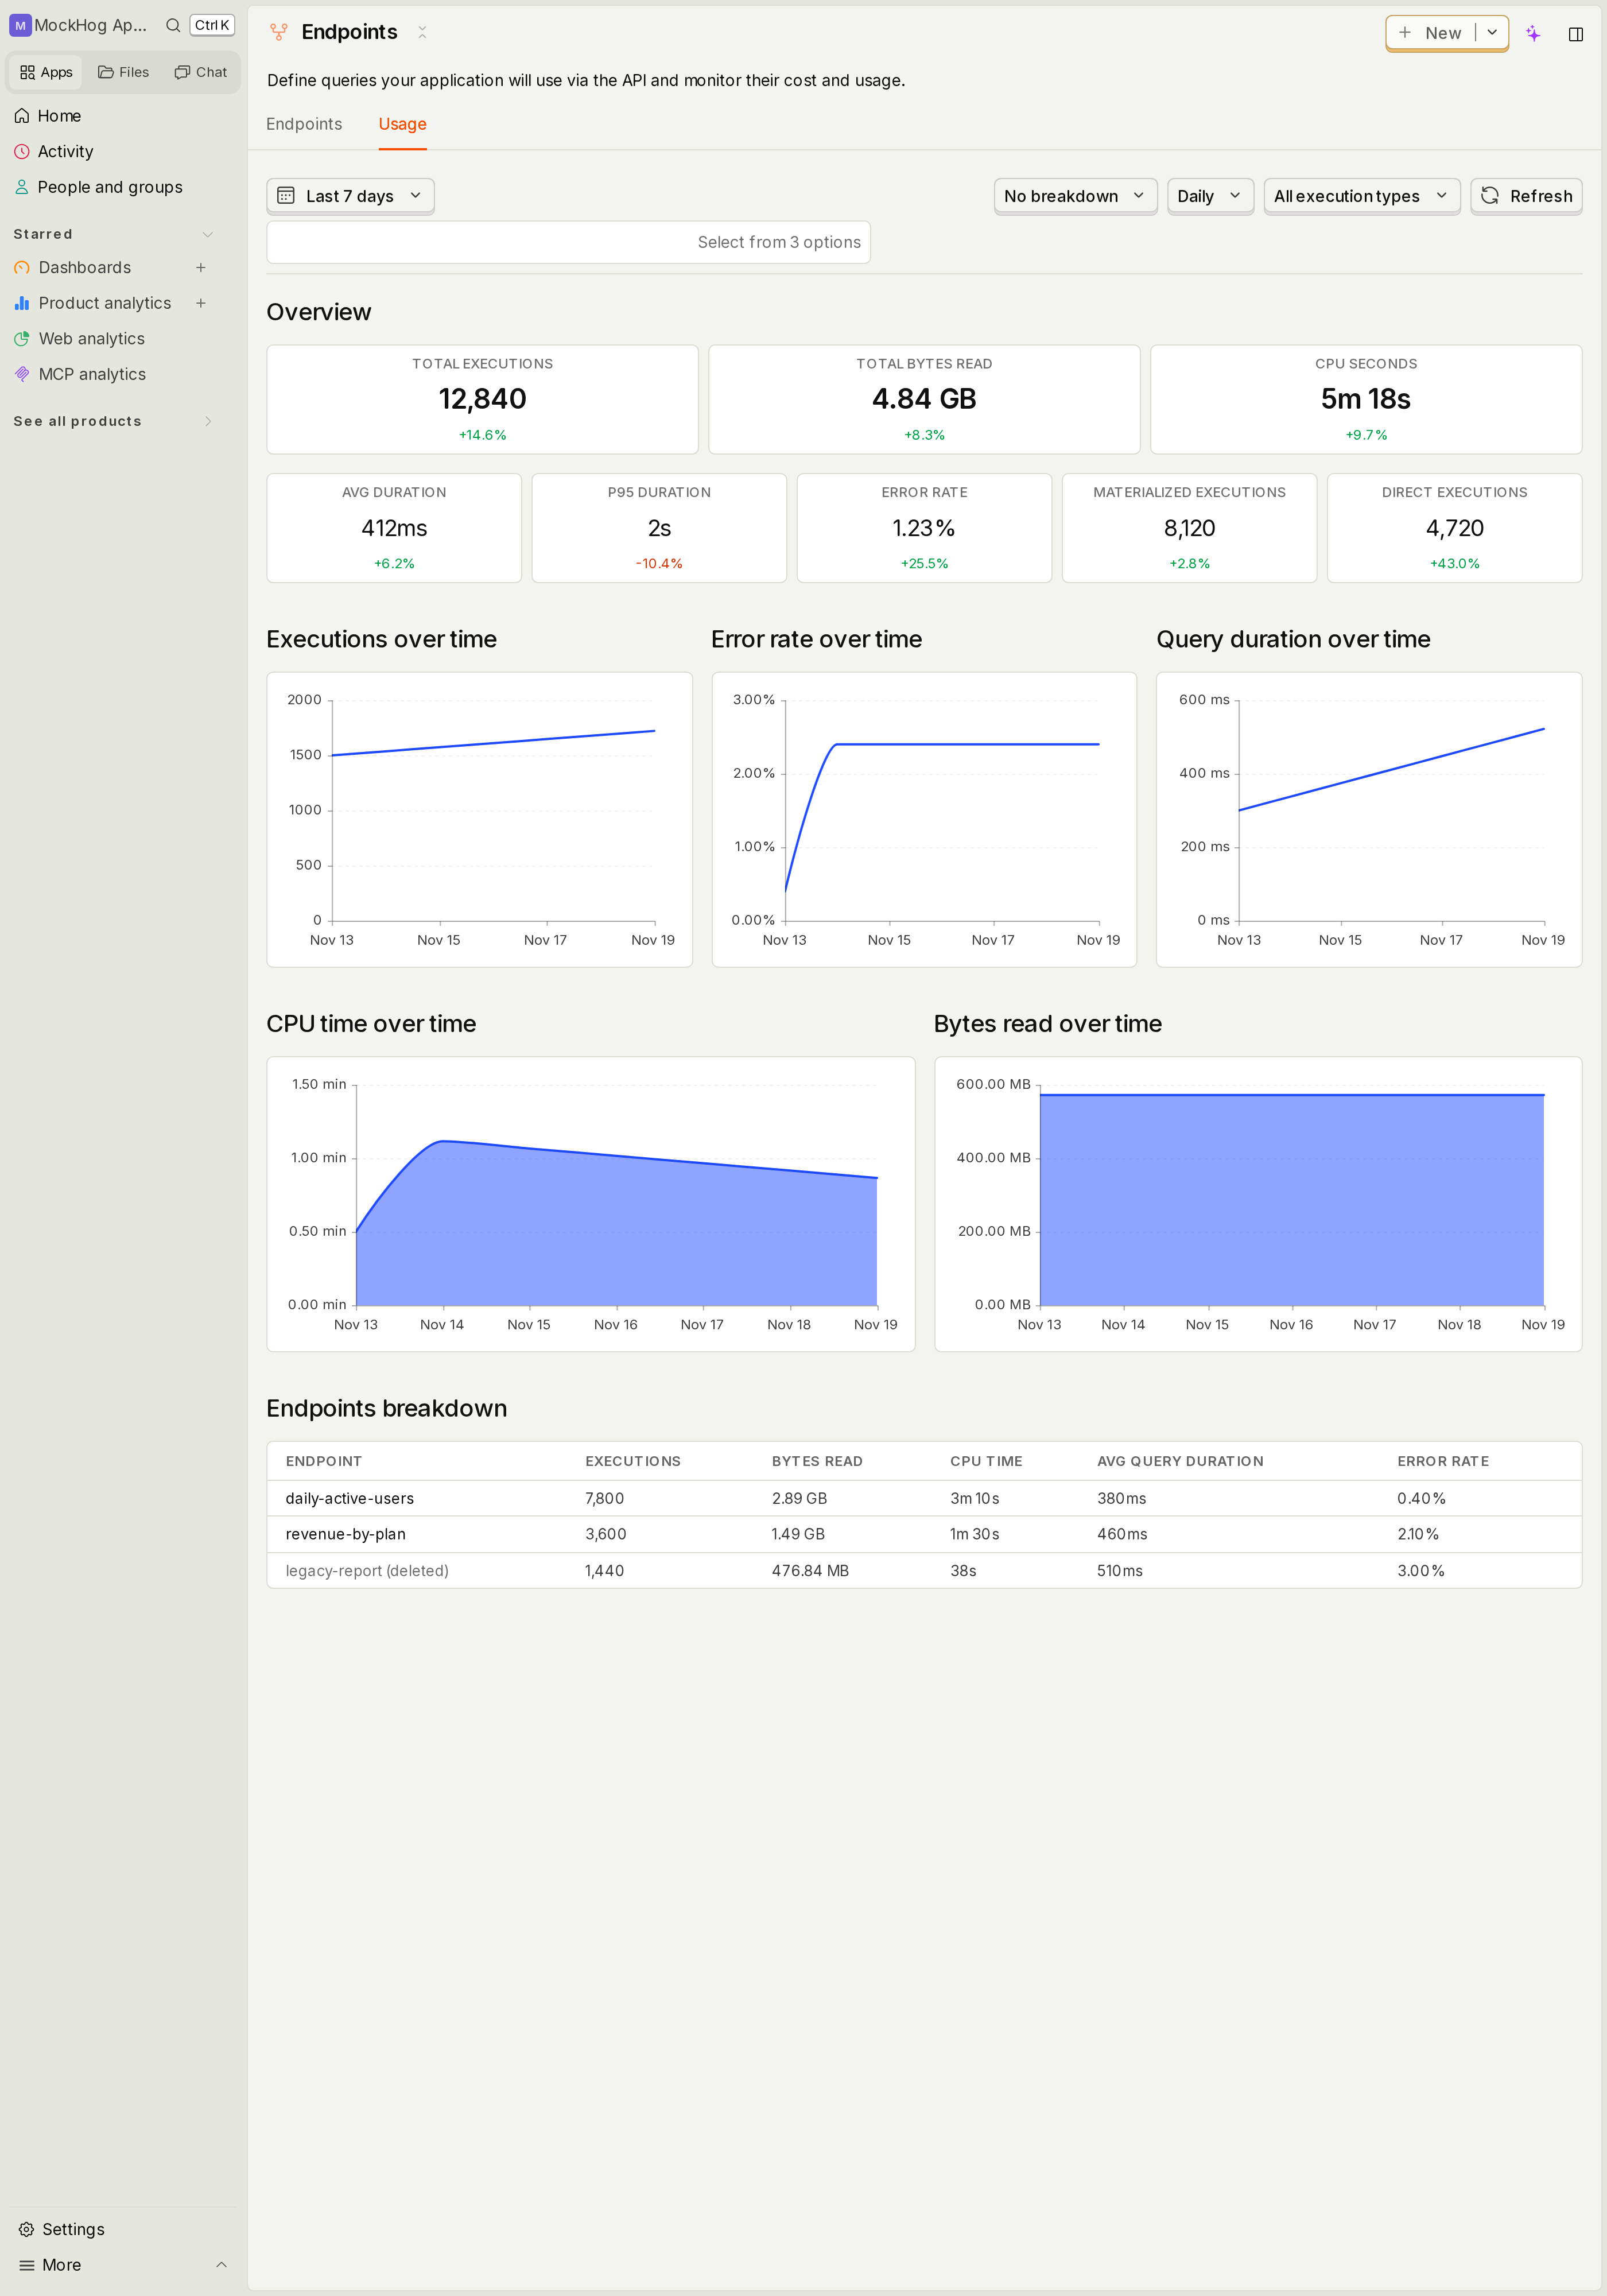 M MockHog Ap... Ctrl K
Apps Files Chat
Home
Activity
People and groups
Starred
Dashboards
Product analytics
Web analytics
MCP analytics
See all products
Settings
More
Endpoints
New
Define queries your application will use via the API and monitor their cost and usage.
Endpoints Usage
Last 7 days No breakdown Daily All execution types Refresh
Select from 3 options
Overview
TOTAL EXECUTIONS
12,840
+14.6%
TOTAL BYTES READ
4.84 GB
+8.3%
CPU SECONDS
5m 18s
+9.7%
AVG DURATION
412ms
+6.2%
P95 DURATION
2s
-10.4%
ERROR RATE
1.23%
+25.5%
MATERIALIZED EXECUTIONS
8,120
+2.8%
DIRECT EXECUTIONS
4,720
+43.0%
Executions over time
2000
1500
1000
500
0
Nov 13 Nov 15 Nov 17 Nov 19
Error rate over time
3.00%
2.00%
1.00%
0.00%
Nov 13 Nov 15 Nov 17 Nov 19
Query duration over time
600 ms
400 ms
200 ms
0 ms
Nov 13 Nov 15 Nov 17 Nov 19
CPU time over time
1.50 min
1.00 min
0.50 min
0.00 min
Nov 13 Nov 14 Nov 15 Nov 16 Nov 17 Nov 18 Nov 19
Bytes read over time
600.00 MB
400.00 MB
200.00 MB
0.00 MB
Nov 13 Nov 14 Nov 15 Nov 16 Nov 17 Nov 18 Nov 19
Endpoints breakdown
ENDPOINT EXECUTIONS BYTES READ CPU TIME AVG QUERY DURATION ERROR RATE
daily-active-users 7,800 2.89 GB 3m 10s 380ms 0.40%
revenue-by-plan 3,600 1.49 GB 1m 30s 460ms 2.10%
legacy-report (deleted) 1,440 476.84 MB 38s 510ms 3.00%